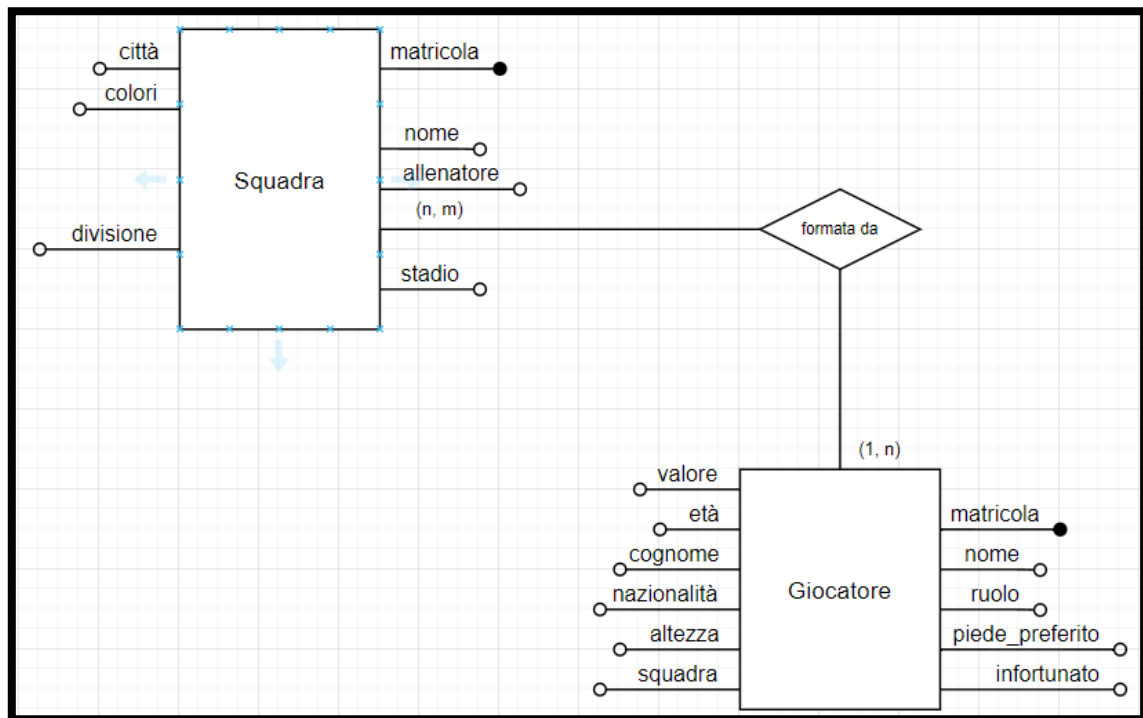 città
matricola
colori
nome
Squadra
allenatore
(n, m)
formata da
divisione
stadio
(1, n)
valore
età
matricola
cognome
nome
nazionalità
Giocatore
ruolo
altezza
piede_preferito
squadra
infortunato